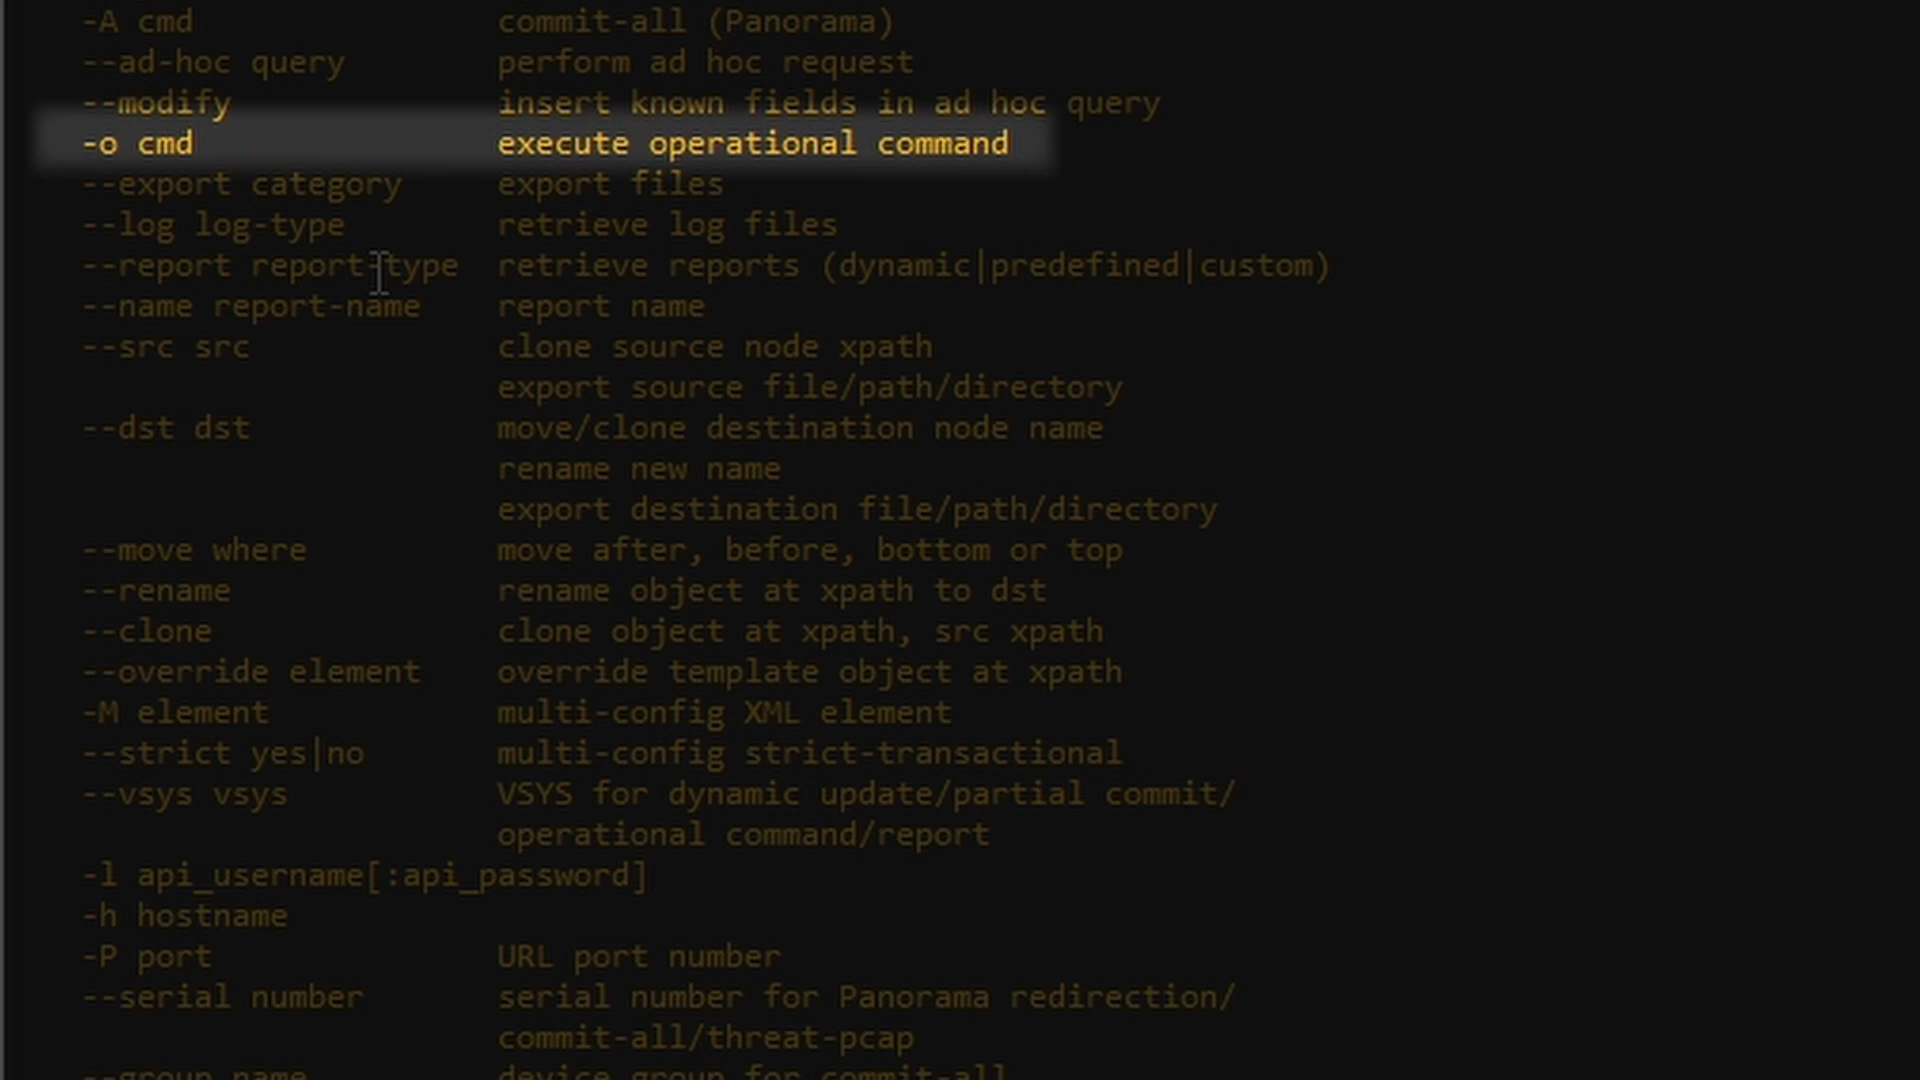 -A cmd commit-all (Panorama)
--ad-hoc query perform ad hoc request
--modify insert known fields in ad hoc query
-o cmd execute operational command
--export category export files
--log log-type retrieve log files
--report report-type retrieve reports (dynamic|predefined|custom)
--name report-name report name
--src src clone source node xpath
export source file/path/directory
--dst dst move/clone destination node name
rename new name
export destination file/path/directory
--move where move after, before, bottom or top
--rename rename object at xpath to dst
--clone clone object at xpath, src xpath
--override element override template object at xpath
-M element multi-config XML element
--strict yes|no multi-config strict-transactional
--vsys vsys VSYS for dynamic update/partial commit/
operational command/report
-l api_username[:api_password]
-h hostname
-P port URL port number
--serial number serial number for Panorama redirection/
commit-all/threat-pcap
--group name device group for commit-all